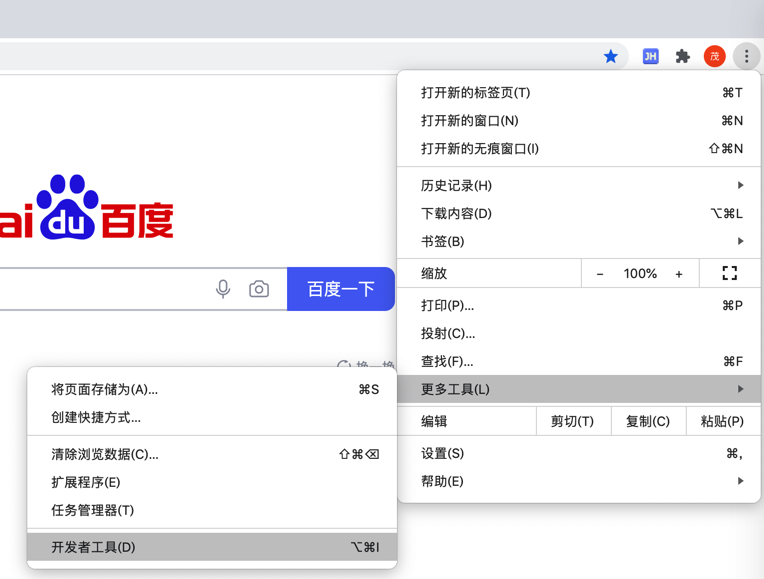 JH 茂
打开新的标签页(T) ⌘T
打开新的窗口(N) ⌘N
打开新的无痕窗口(I) ⇧⌘N
历史记录(H)
下载内容(D) ⌥⌘L
书签(B)
缩放 − 100% +
打印(P)... ⌘P
投射(C)...
查找(F)... ⌘F
更多工具(L)
编辑 剪切(T) 复制(C) 粘贴(P)
设置(S) ⌘,
帮助(E)
ai du 百度
百度一下
换一换
将页面存储为(A)... ⌘S
创建快捷方式...
清除浏览数据(C)... ⇧⌘⌫
扩展程序(E)
任务管理器(T)
开发者工具(D) ⌥⌘I